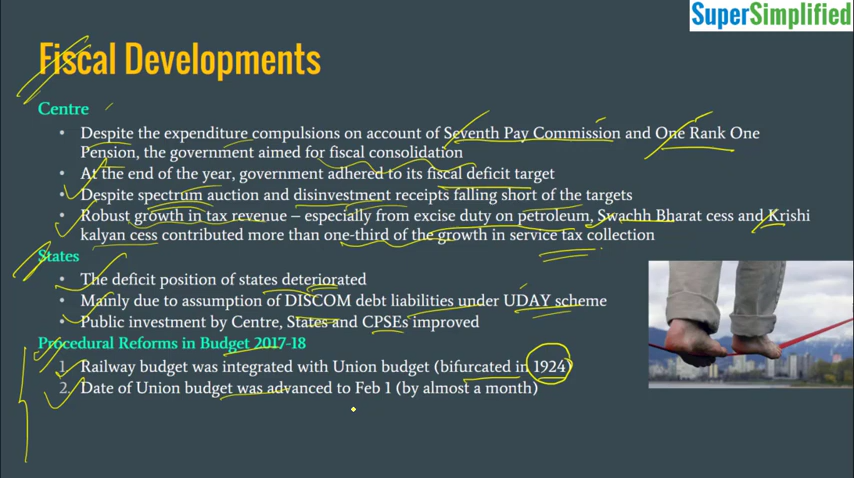 SuperSimplified
Fiscal Developments
Centre
• Despite the expenditure compulsions on account of Seventh Pay Commission and One Rank One
Pension, the government aimed for fiscal consolidation
• At the end of the year, government adhered to its fiscal deficit target
• Despite spectrum auction and disinvestment receipts falling short of the targets
• Robust growth in tax revenue – especially from excise duty on petroleum, Swachh Bharat cess and Krishi
kalyan cess contributed more than one-third of the growth in service tax collection
States
• The deficit position of states deteriorated
• Mainly due to assumption of DISCOM debt liabilities under UDAY scheme
• Public investment by Centre, States and CPSEs improved
Procedural Reforms in Budget 2017-18
1. Railway budget was integrated with Union budget (bifurcated in 1924)
2. Date of Union budget was advanced to Feb 1 (by almost a month)